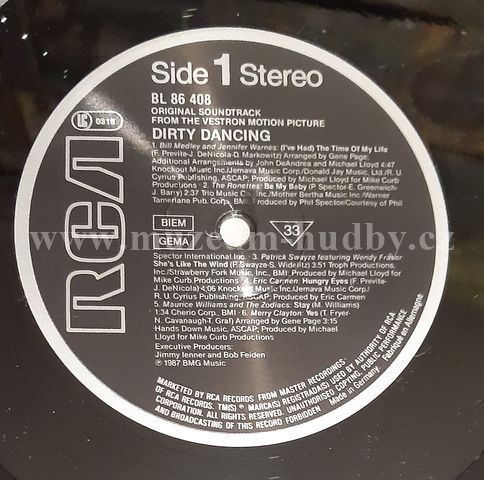 Side 1 Stereo
BL 86 408
ORIGINAL SOUNDTRACK
FROM THE VESTRON MOTION PICTURE
DIRTY DANCING
1. Bill Medley and Jennifer Warnes: (I've Had) The Time Of My Life
(F. Previte-J. DeNicola-D. Markowitz) Arranged by Gene Page,
Additional Arrangements by John DeAndrea and Michael Lloyd 4:47
Knockout Music Inc./Jemava Music Corp./Donald Jay Music Ltd./R. U.
Cyrius Publishing, ASCAP; Produced by Michael Lloyd for Mike Curb
Productions · 2. The Ronettes: Be My Baby (P. Spector-E. Greenwich-
J. Barry) 2:37 Trio Music Co. Inc./Mother Bertha Music Inc./Warner
Tamerlane Pub. Corp., BMI; Produced by Phil Spector/Courtesy of Phil
RCA
LC 0316
BIEM
GEMA
33
www.muzeum-hudby.cz
Spector International Inc. · 3. Patrick Swayze featuring Wendy Fraser
She's Like The Wind (P. Swayze-S. Widelitz) 3:51 Troph Productions
Inc./Strawberry Fork Music Inc., BMI; Produced by Michael Lloyd for
Mike Curb Productions · 4. Eric Carmen: Hungry Eyes (F. Previte-
J. DeNicola) 4:06 Knockout Music Inc./Jemava Music Corp./
R. U. Cyrius Publishing, ASCAP; Produced by Eric Carmen
· 5. Maurice Williams and The Zodiacs: Stay (M. Williams)
1:34 Cherio Corp., BMI · 6. Merry Clayton: Yes (T. Fryer-
N. Cavanaugh-T. Graf) Arranged by Gene Page 3:15
Hands Down Music, ASCAP; Produced by Michael
Lloyd for Mike Curb Productions
Executive Producers:
Jimmy Ienner and Bob Feiden
℗ 1987 BMG Music
MARKETED BY RCA RECORDS FROM MASTER RECORDINGS·
OF RCA RECORDS. TM(S) ® MARCA(S) REGISTRADA(S) USED BY AUTHORITY OF RCA
CORPORATION. ALL RIGHTS RESERVED. UNAUTHORISED COPYING, PUBLIC PERFORMANCE
AND BROADCASTING OF THIS RECORD FORBIDDEN
Made in Germany.
Fabriqué en Allemagne